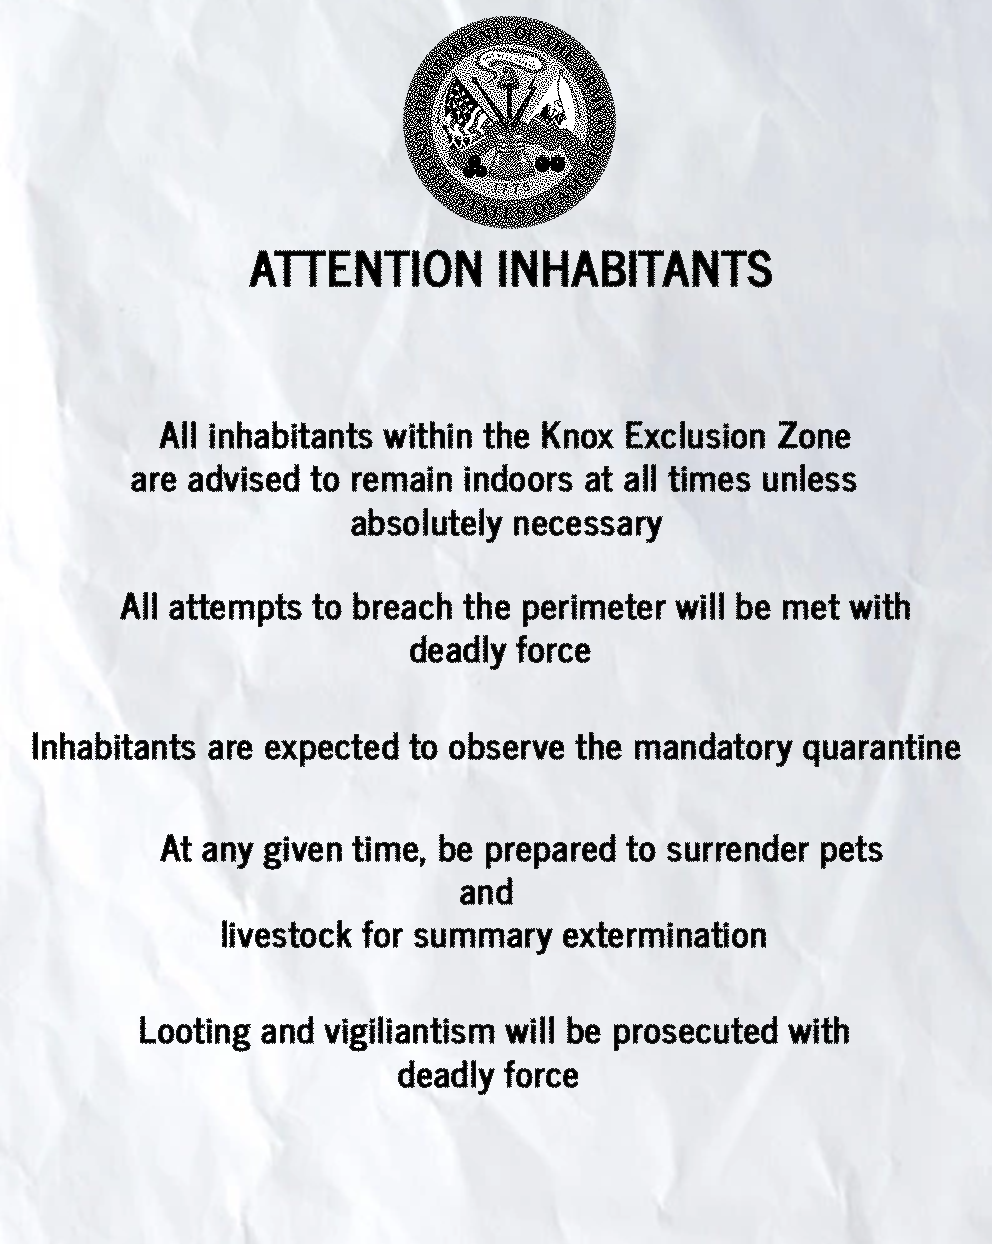 ATTENTION INHABITANTS
All inhabitants within the Knox Exclusion Zone
are advised to remain indoors at all times unless
absolutely necessary
All attempts to breach the perimeter will be met with
deadly force
Inhabitants are expected to observe the mandatory quarantine
At any given time, be prepared to surrender pets
and
livestock for summary extermination
Looting and vigiliantism will be prosecuted with
deadly force